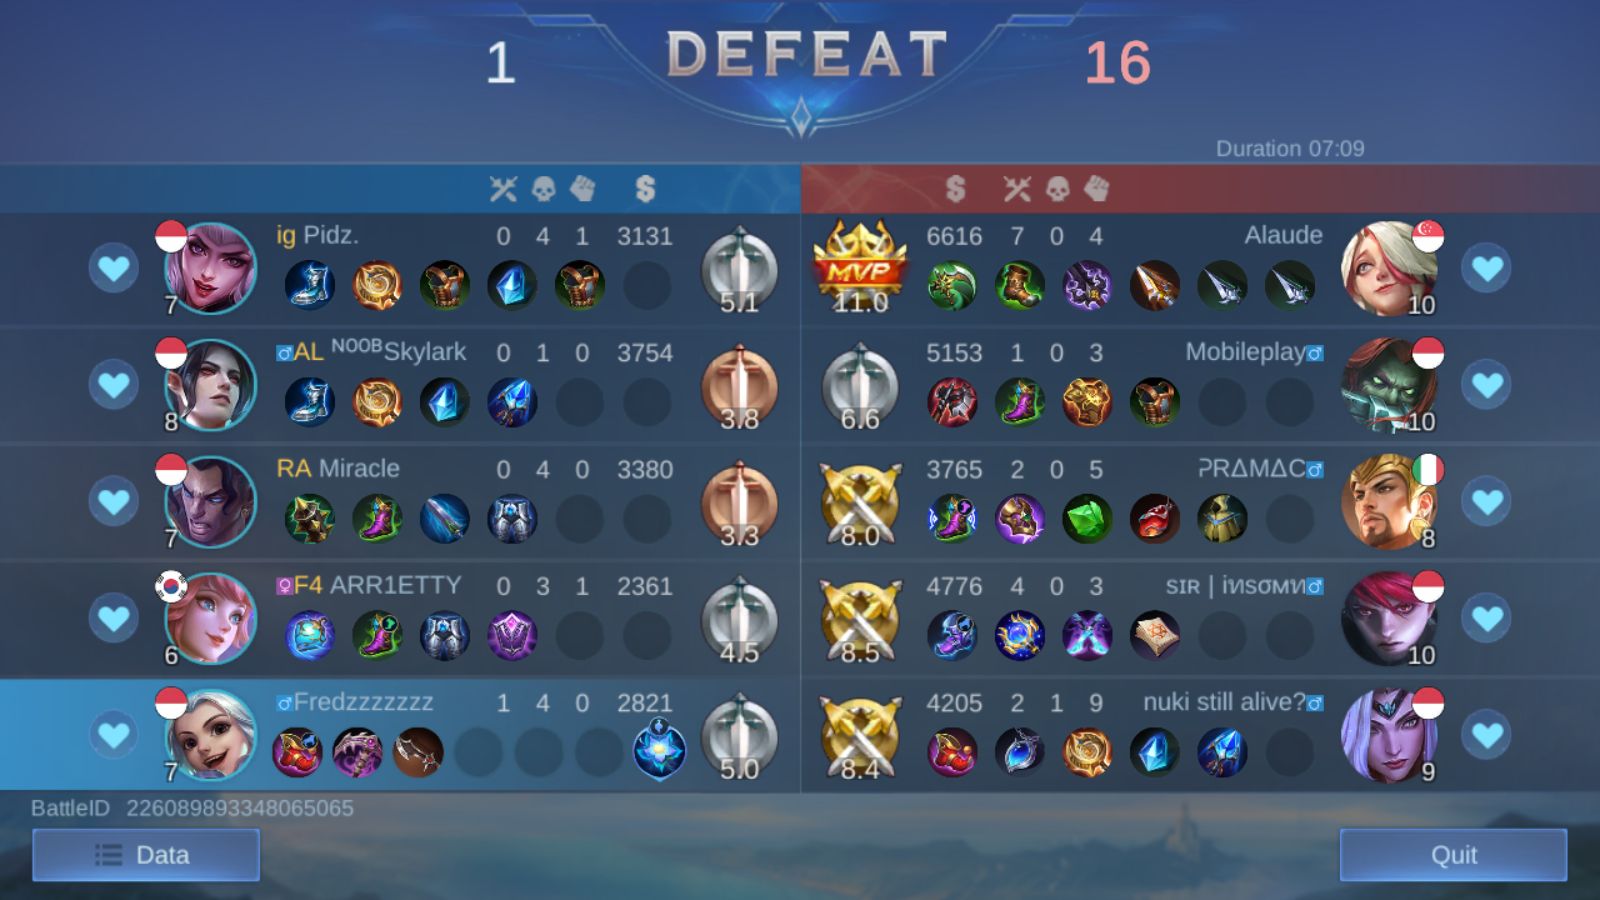 1 DEFEAT 16
Duration 07:09
ig Pidz. 0 4 1 3131
7 5.1
MVP 11.0 6616 7 0 4 Alaude 10
AL ᴺᴼᴼᴮSkylark 0 1 0 3754
8 3.8
6.6 5153 1 0 3 Mobileplay 10
RA Miracle 0 4 0 3380
7 3.3
8.0 3765 2 0 5 ᎮRΔMΔC 8
F4 ARR1ETTY 0 3 1 2361
6 4.5
8.5 4776 4 0 3 sɪʀ | iᴎsσᴍᴎ 10
Fredzzzzzzz 1 4 0 2821
7 5.0
8.4 4205 2 1 9 nuki still alive? 9
BattleID 226089893348065065
Data Quit